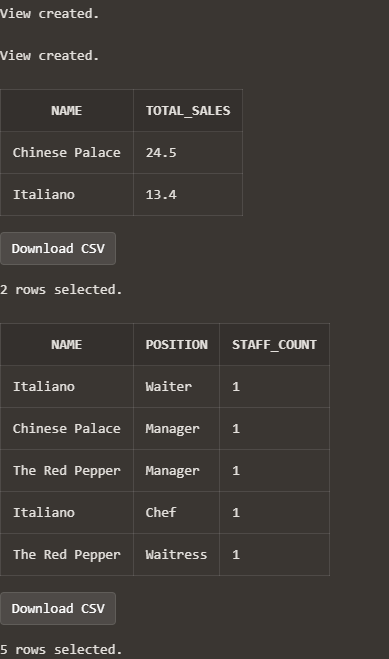 View created.
View created.
NAME TOTAL_SALES
Chinese Palace 24.5
Italiano 13.4
Download CSV
2 rows selected.
NAME POSITION STAFF_COUNT
Italiano Waiter 1
Chinese Palace Manager 1
The Red Pepper Manager 1
Italiano Chef 1
The Red Pepper Waitress 1
Download CSV
5 rows selected.